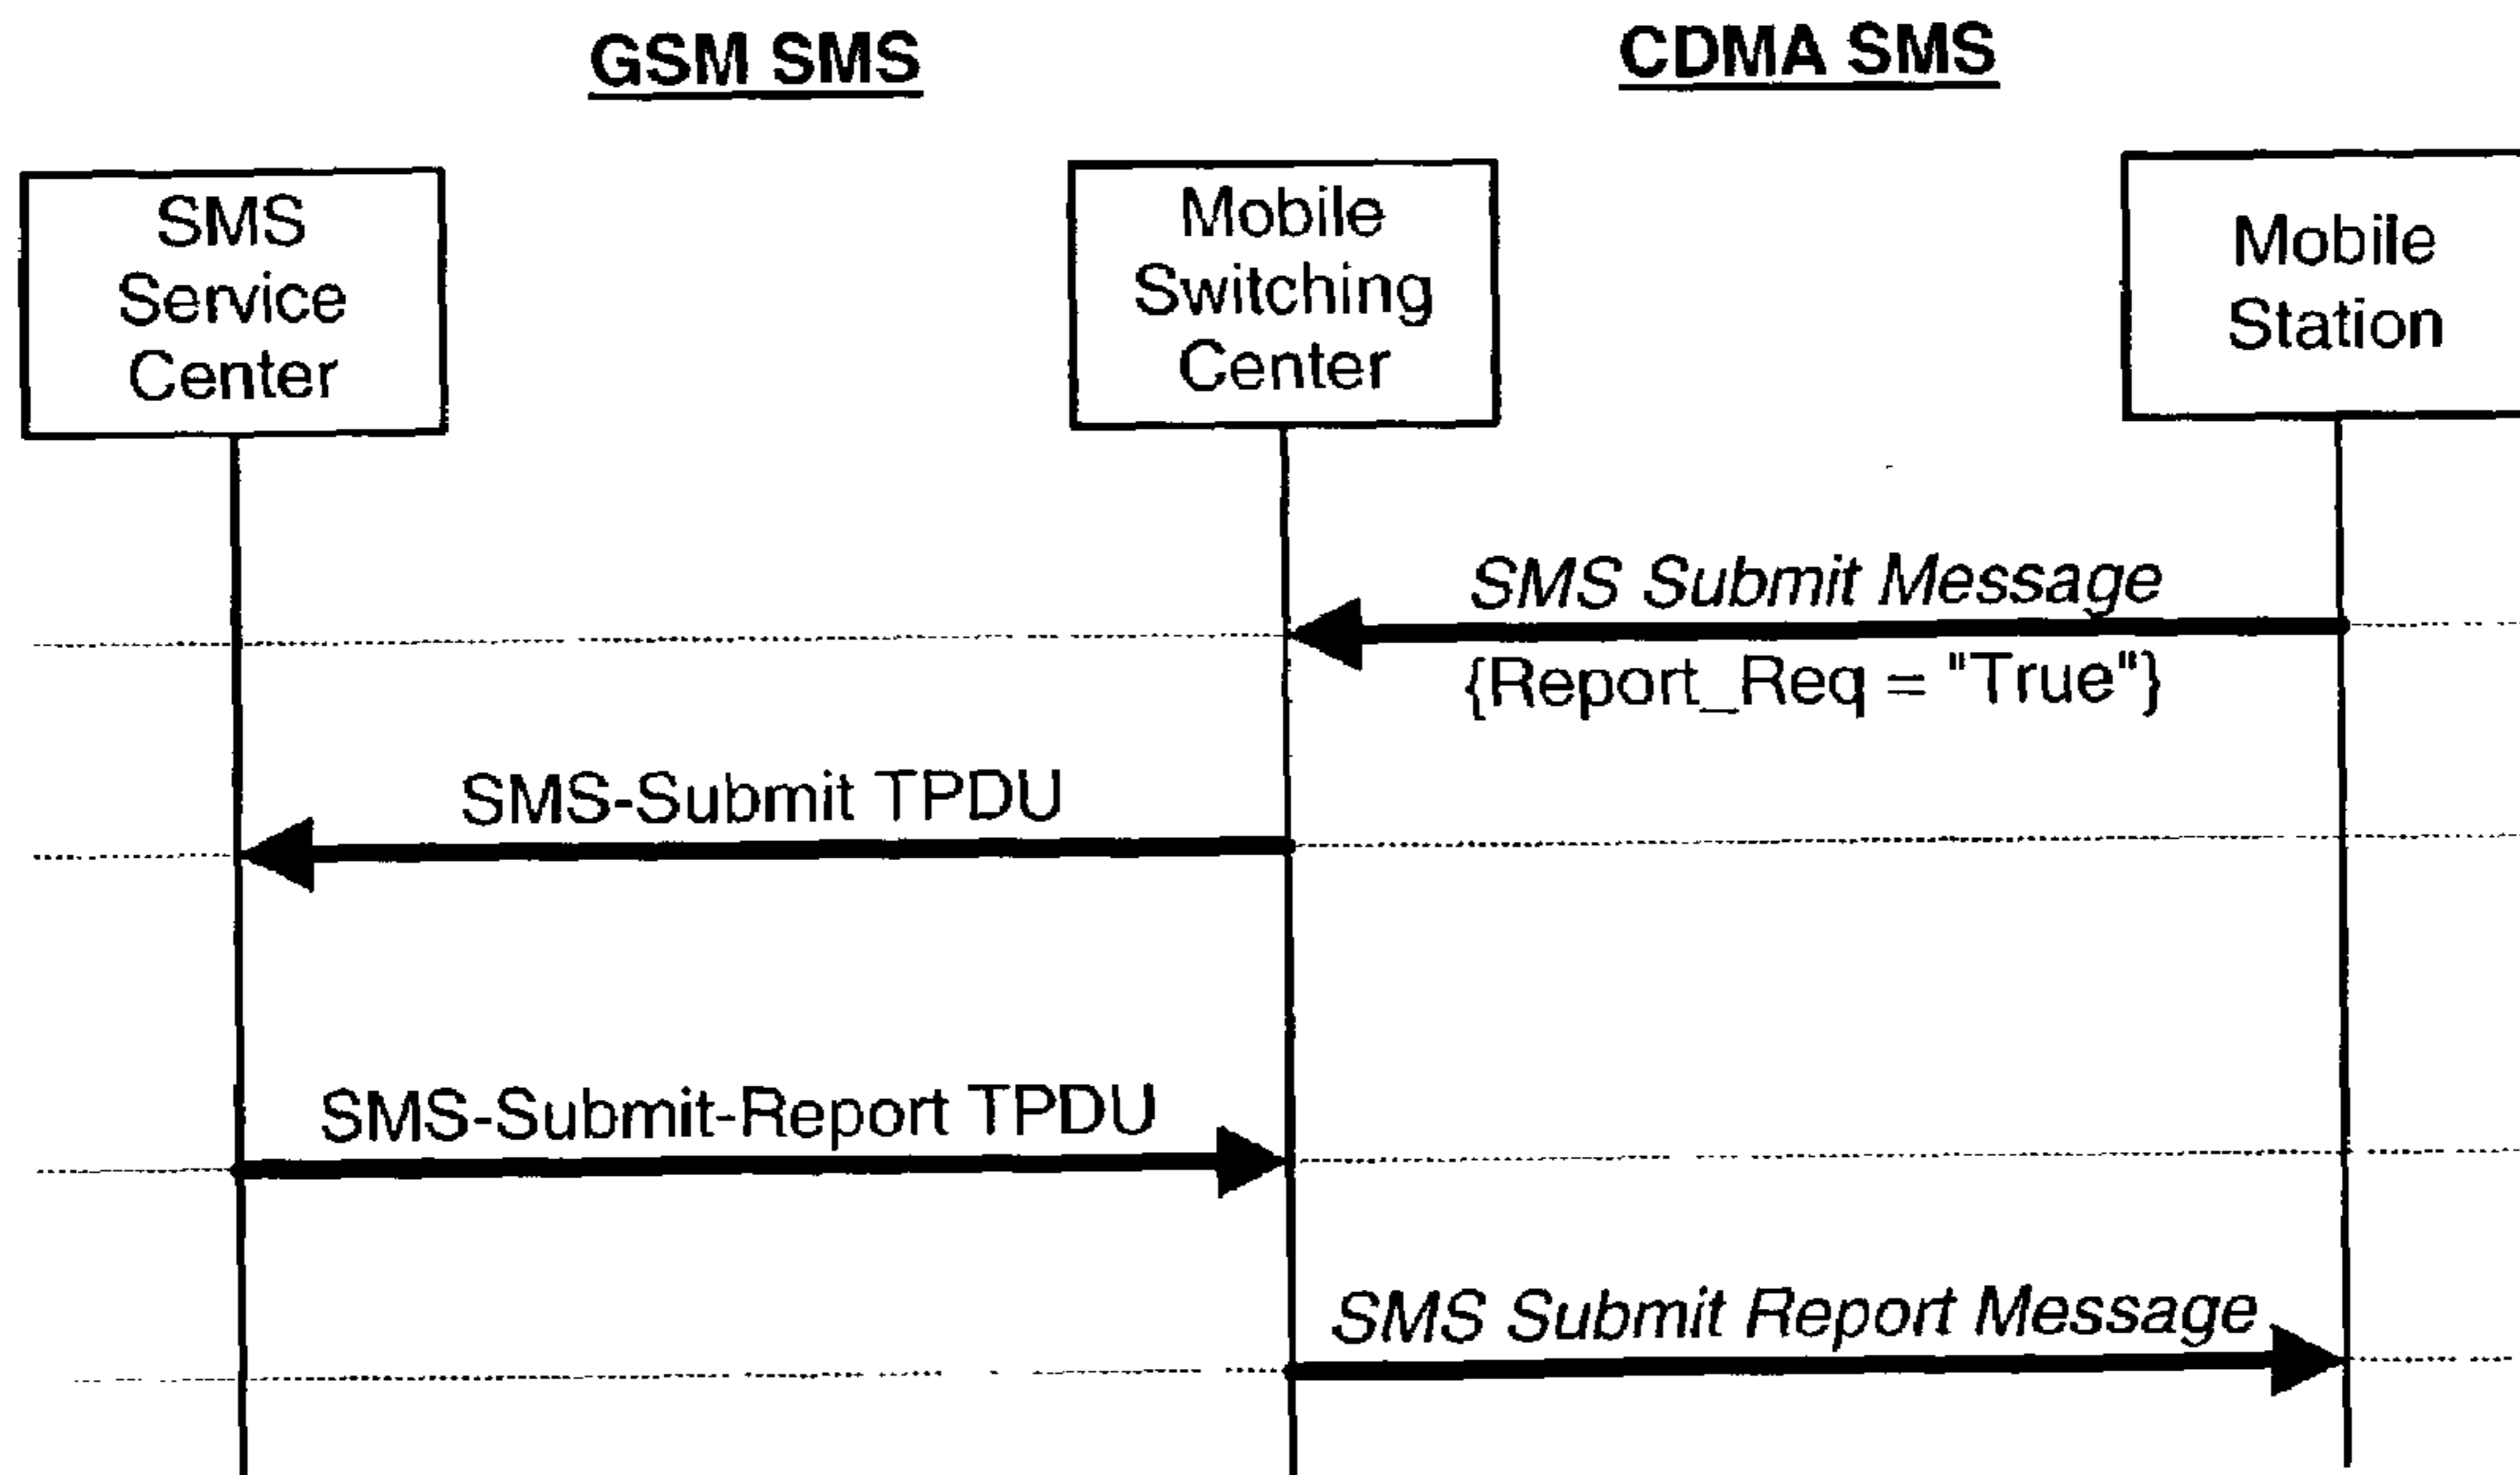 GSM SMS
CDMA SMS
SMS
Service
Center
Mobile
Switching
Center
Mobile
Station
SMS Submit Message
{Report_Req = "True"}
SMS-Submit TPDU
SMS-Submit-Report TPDU
SMS Submit Report Message